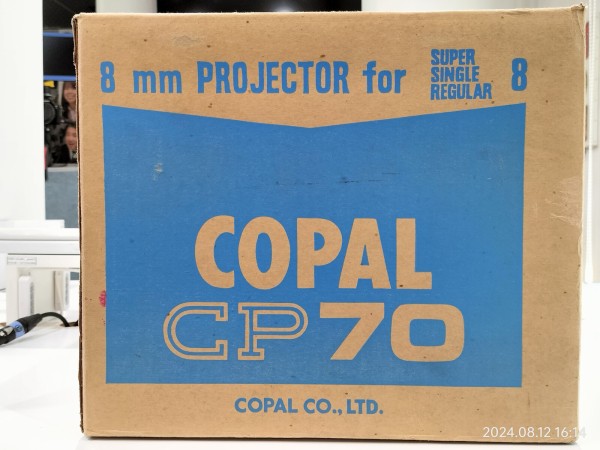 8 mm PROJECTOR for SUPER SINGLE REGULAR 8
COPAL
CP70
COPAL CO., LTD.
2024.08.12 16:14